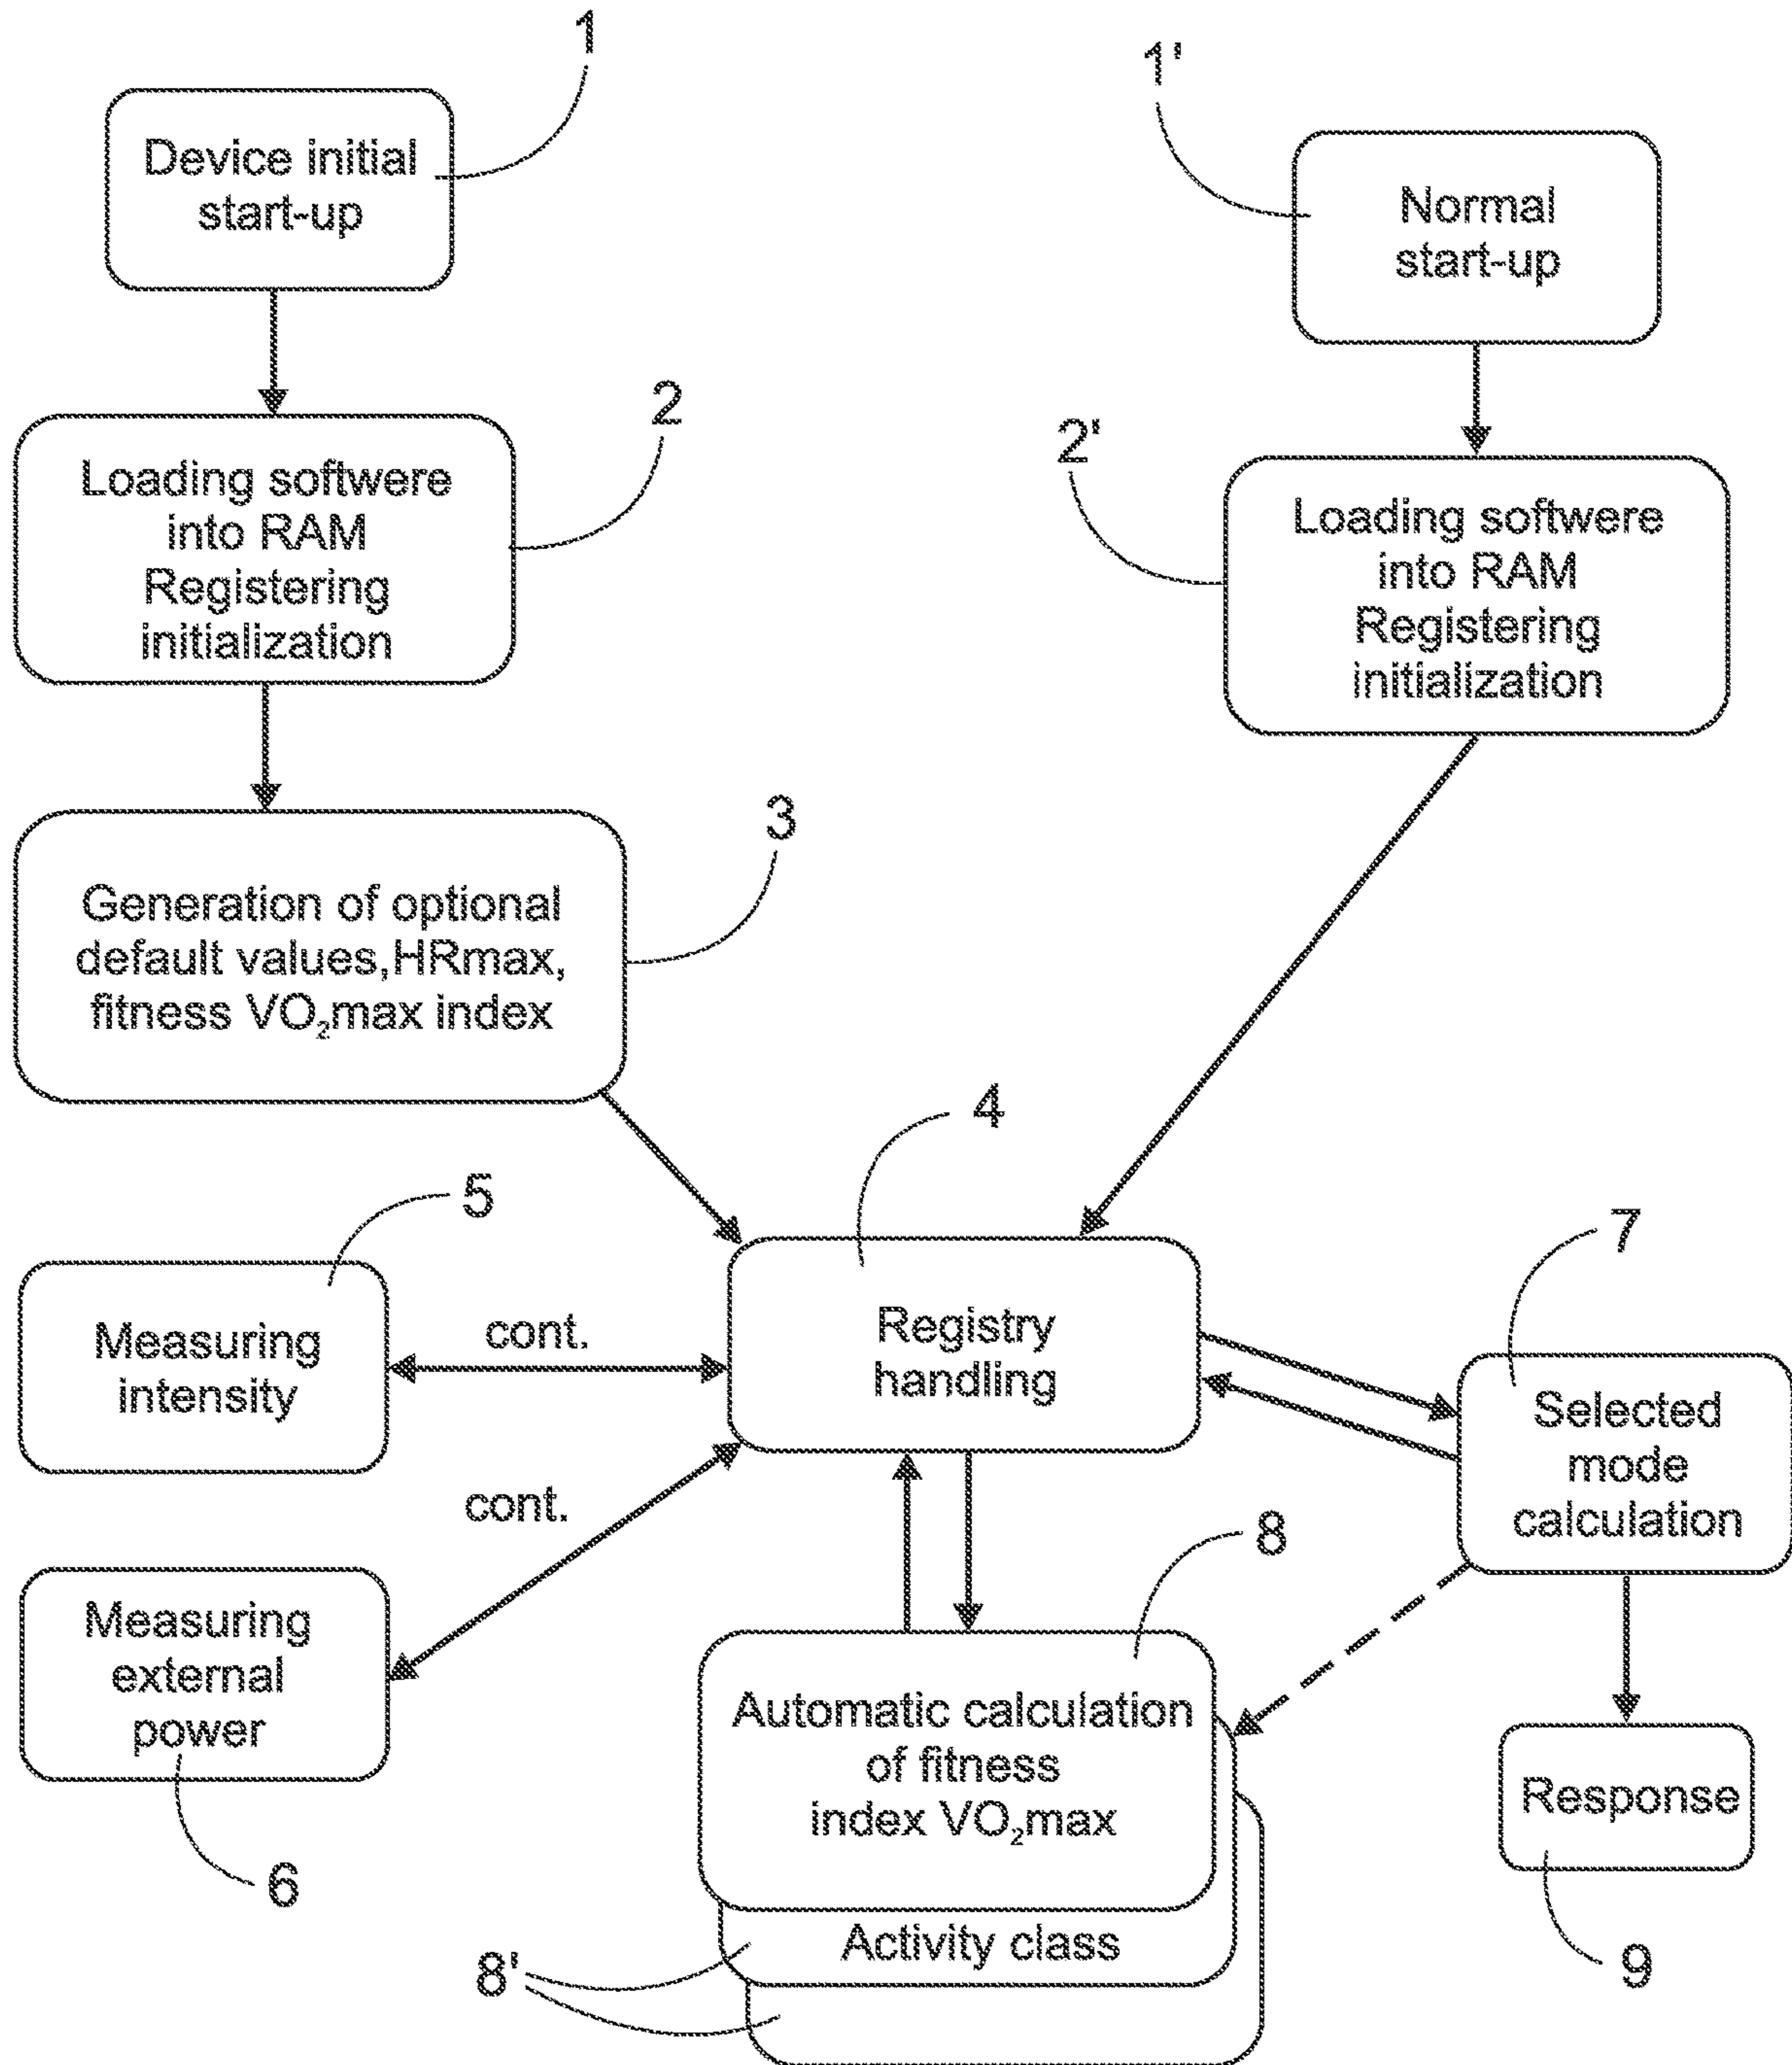 1
Device initial
start-up
1'
Normal
start-up
2
Loading softwere
into RAM
Registering
initialization
2'
Loading softwere
into RAM
Registering
initialization
3
Generation of optional
default values,HRmax,
fitness VO₂max index
4
Registry
handling
5
Measuring
intensity
cont.
cont.
Measuring
external
power
6
7
Selected
mode
calculation
8
Automatic calculation
of fitness
index VO₂max
Activity class
8'
Response
9